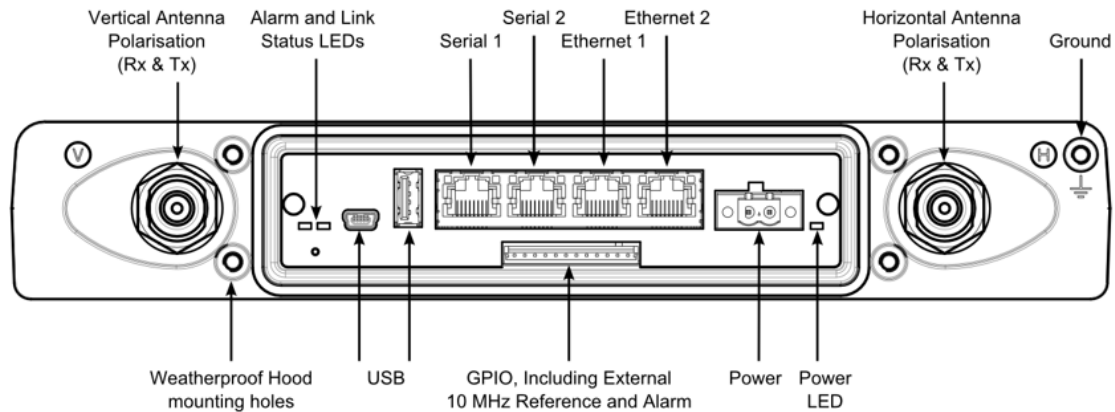 Vertical Antenna
Polarisation
(Rx & Tx)
Alarm and Link
Status LEDs
Serial 1
Serial 2
Ethernet 1
Ethernet 2
Horizontal Antenna
Polarisation
(Rx & Tx)
Ground
V
H
Weatherproof Hood
mounting holes
USB
GPIO, Including External
10 MHz Reference and Alarm
Power
Power
LED